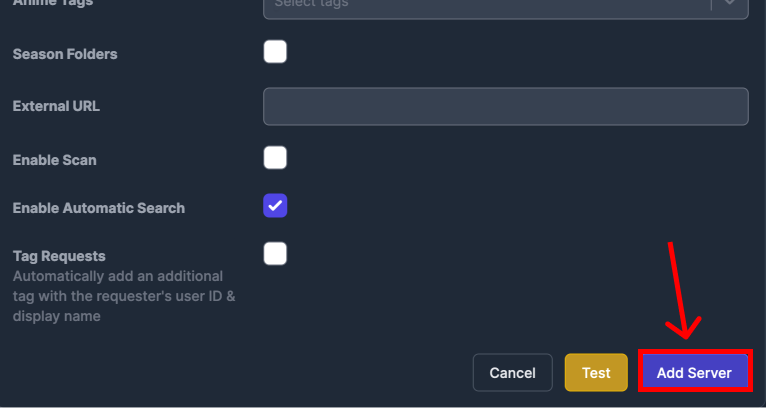 Anime Tags
Select tags
Season Folders
External URL
Enable Scan
Enable Automatic Search
Tag Requests
Automatically add an additional
tag with the requester's user ID &
display name
Cancel
Test
Add Server